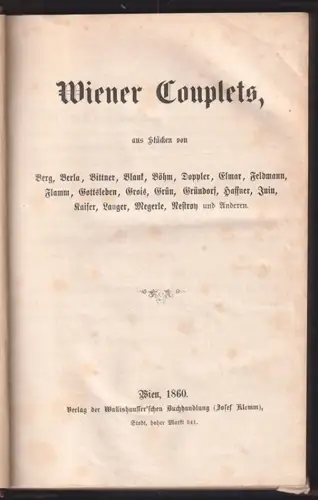 Wiener Couplets,
aus Stücken von
Berg, Berla, Bittner, Blank, Böhm, Doppler, Elmar, Feldmann,
Flamm, Gottsleben, Grois, Grün, Gründorf, Haffner, Juin,
Kaiser, Langer, Megerle, Nestroy und Anderen.
Wien, 1860.
Verlag der Wallishausser'schen Buchhandlung (Josef Klemm),
Stadt, hoher Markt 541.